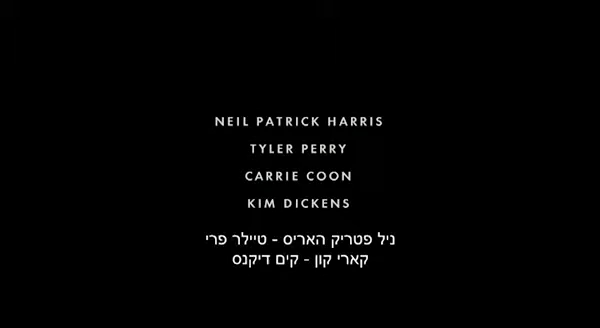 NEIL PATRICK HARRIS
TYLER PERRY
CARRIE COON
KIM DICKENS
ניל פטריק האריס - טיילר פרי
קארי קון - קים דיקנס